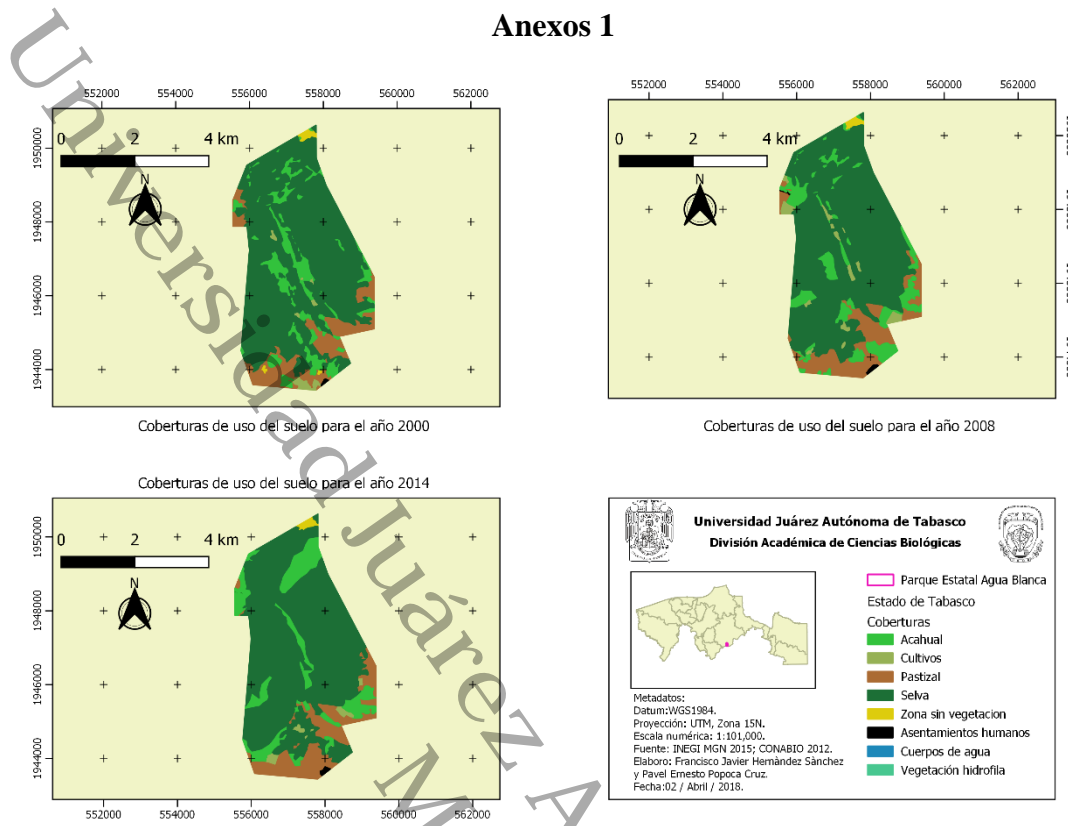 Anexos 1
552000 554000 556000 558000 560000 562000
0 2 4 km
N
1950000
1948000
1946000
1944000
Coberturas de uso del suelo para el año 2000
552000 554000 556000 558000 560000 562000
0 2 4 km
N
Coberturas de uso del suelo para el año 2008
Coberturas de uso del suelo para el año 2014
0 2 4 km
N
1950000
1948000
1946000
1944000
552000 554000 556000 558000 560000 562000
Universidad Juárez Autónoma de Tabasco
División Académica de Ciencias Biológicas
Parque Estatal Agua Blanca
Estado de Tabasco
Coberturas
Acahual
Cultivos
Pastizal
Selva
Zona sin vegetacion
Asentamientos humanos
Cuerpos de agua
Vegetación hidrofila
Metadatos:
Datum:WGS1984.
Proyección: UTM, Zona 15N.
Escala numérica: 1:101,000.
Fuente: INEGI MGN 2015; CONABIO 2012.
Elaboro: Francisco Javier Hernàndez Sànchez
y Pavel Ernesto Popoca Cruz.
Fecha:02 / Abril / 2018.
Universidad Juárez A
M